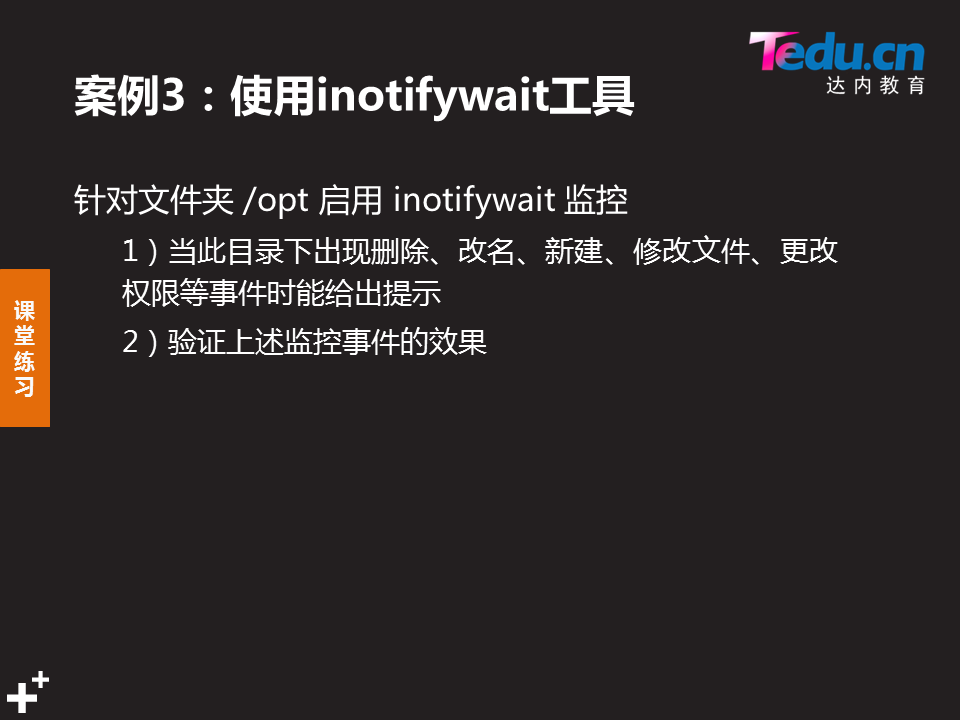 Tedu.cn
达内教育
案例3：使用inotifywait工具
针对文件夹 /opt 启用 inotifywait 监控
1）当此目录下出现删除、改名、新建、修改文件、更改
权限等事件时能给出提示
2）验证上述监控事件的效果
课
堂
练
习